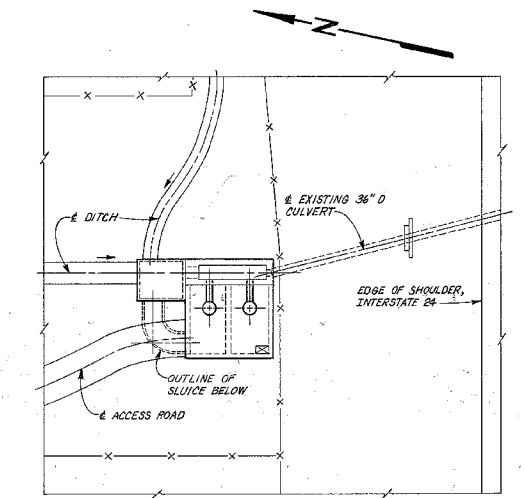 N
℄ DITCH
℄ EXISTING 36" D
CULVERT
EDGE OF SHOULDER,
INTERSTATE 24
OUTLINE OF
SLUICE BELOW
℄ ACCESS ROAD